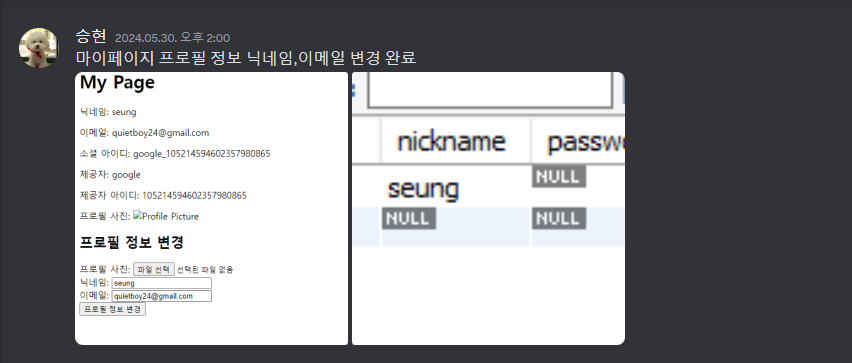 승현 2024.05.30. 오후 2:00
마이페이지 프로필 정보 닉네임,이메일 변경 완료
My Page
닉네임: seung
이메일: quietboy24@gmail.com
소셜 아이디: google_105214594602357980865
제공자: google
제공자 아이디: 105214594602357980865
프로필 사진: Profile Picture
프로필 정보 변경
프로필 사진: 파일 선택 선택된 파일 없음
닉네임: seung
이메일: quietboy24@gmail.com
프로필 정보 변경
nickname passwo
seung NULL
NULL NULL